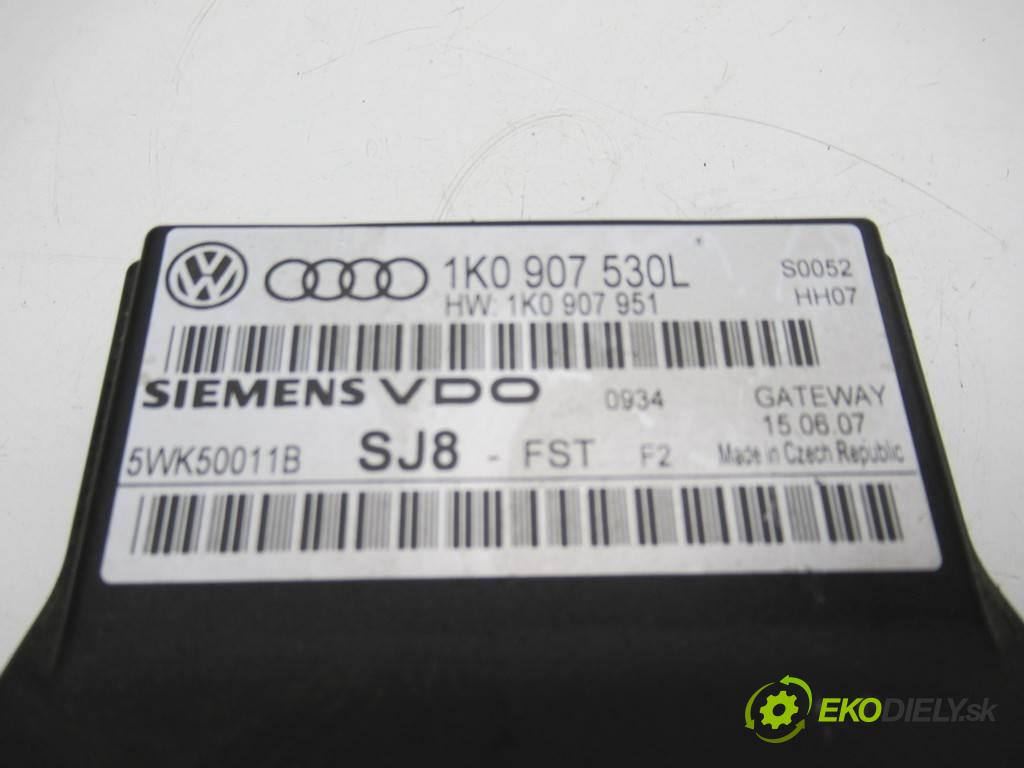 1K0 907 530L S0052
HW: 1K0 907 951 HH07
SIEMENS VDO 0934 GATEWAY
15.06.07
5WK50011B SJ8 - FST F2 Made in Czech Republic
EKODIELY.sk